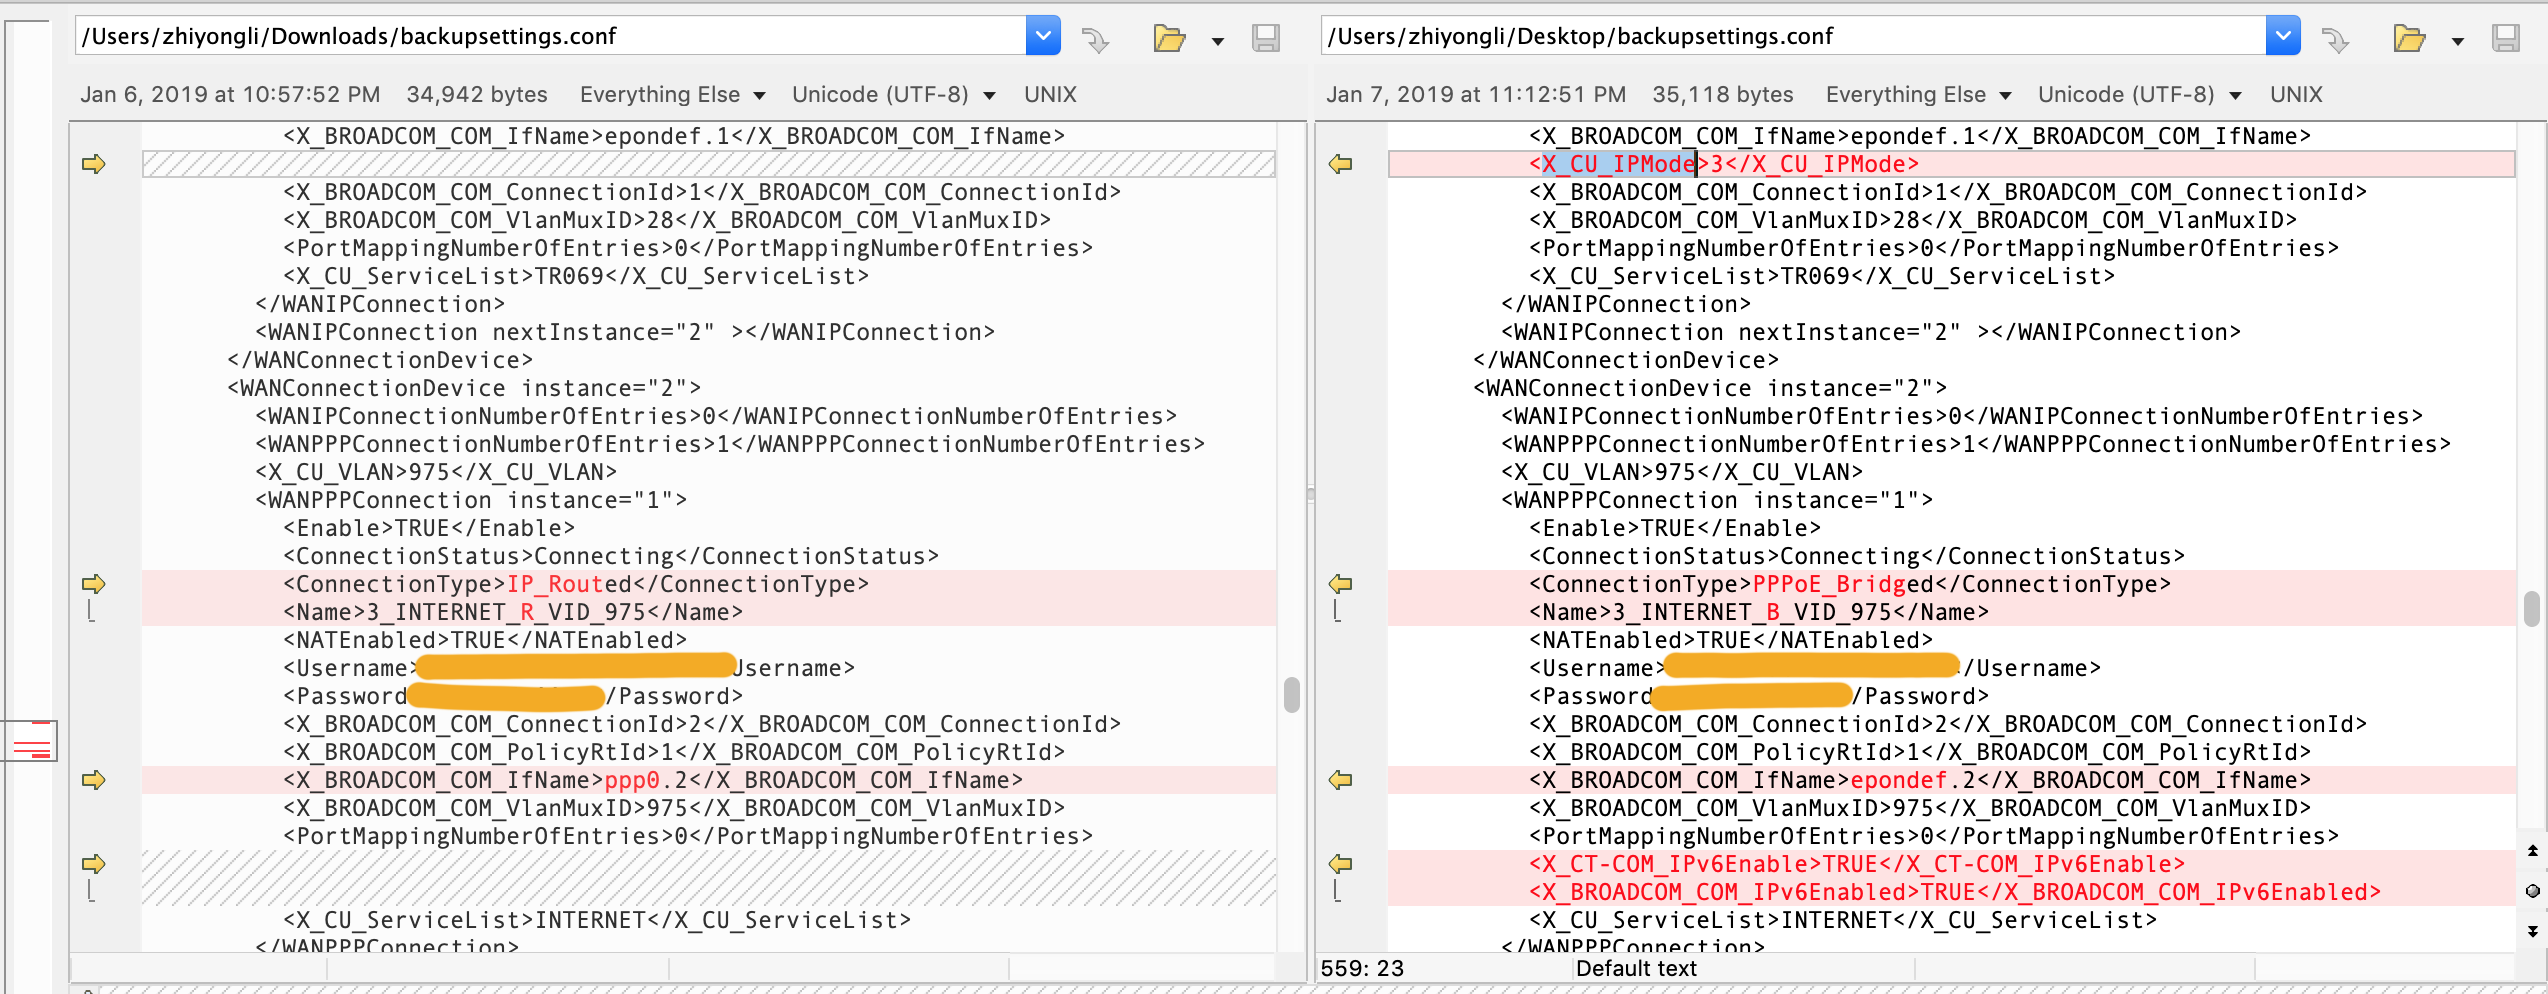 /Users/zhiyongli/Downloads/backupsettings.conf
Jan 6, 2019 at 10:57:52 PM 34,942 bytes Everything Else Unicode (UTF-8) UNIX
<X_BROADCOM_COM_IfName>epondef.1</X_BROADCOM_COM_IfName>
<X_BROADCOM_COM_ConnectionId>1</X_BROADCOM_COM_ConnectionId>
<X_BROADCOM_COM_VlanMuxID>28</X_BROADCOM_COM_VlanMuxID>
<PortMappingNumberOfEntries>0</PortMappingNumberOfEntries>
<X_CU_ServiceList>TR069</X_CU_ServiceList>
</WANIPConnection>
<WANIPConnection nextInstance="2" ></WANIPConnection>
</WANConnectionDevice>
<WANConnectionDevice instance="2">
<WANIPConnectionNumberOfEntries>0</WANIPConnectionNumberOfEntries>
<WANPPPConnectionNumberOfEntries>1</WANPPPConnectionNumberOfEntries>
<X_CU_VLAN>975</X_CU_VLAN>
<WANPPPConnection instance="1">
<Enable>TRUE</Enable>
<ConnectionStatus>Connecting</ConnectionStatus>
<ConnectionType>IP_Routed</ConnectionType>
<Name>3_INTERNET_R_VID_975</Name>
<NATEnabled>TRUE</NATEnabled>
<Username> Username>
<Password /Password>
<X_BROADCOM_COM_ConnectionId>2</X_BROADCOM_COM_ConnectionId>
<X_BROADCOM_COM_PolicyRtId>1</X_BROADCOM_COM_PolicyRtId>
<X_BROADCOM_COM_IfName>ppp0.2</X_BROADCOM_COM_IfName>
<X_BROADCOM_COM_VlanMuxID>975</X_BROADCOM_COM_VlanMuxID>
<PortMappingNumberOfEntries>0</PortMappingNumberOfEntries>
<X_CU_ServiceList>INTERNET</X_CU_ServiceList>
</WANPPPConnection>
/Users/zhiyongli/Desktop/backupsettings.conf
Jan 7, 2019 at 11:12:51 PM 35,118 bytes Everything Else Unicode (UTF-8) UNIX
<X_BROADCOM_COM_IfName>epondef.1</X_BROADCOM_COM_IfName>
<X_CU_IPMode>3</X_CU_IPMode>
<X_BROADCOM_COM_ConnectionId>1</X_BROADCOM_COM_ConnectionId>
<X_BROADCOM_COM_VlanMuxID>28</X_BROADCOM_COM_VlanMuxID>
<PortMappingNumberOfEntries>0</PortMappingNumberOfEntries>
<X_CU_ServiceList>TR069</X_CU_ServiceList>
</WANIPConnection>
<WANIPConnection nextInstance="2" ></WANIPConnection>
</WANConnectionDevice>
<WANConnectionDevice instance="2">
<WANIPConnectionNumberOfEntries>0</WANIPConnectionNumberOfEntries>
<WANPPPConnectionNumberOfEntries>1</WANPPPConnectionNumberOfEntries>
<X_CU_VLAN>975</X_CU_VLAN>
<WANPPPConnection instance="1">
<Enable>TRUE</Enable>
<ConnectionStatus>Connecting</ConnectionStatus>
<ConnectionType>PPPoE_Bridged</ConnectionType>
<Name>3_INTERNET_B_VID_975</Name>
<NATEnabled>TRUE</NATEnabled>
<Username> /Username>
<Password /Password>
<X_BROADCOM_COM_ConnectionId>2</X_BROADCOM_COM_ConnectionId>
<X_BROADCOM_COM_PolicyRtId>1</X_BROADCOM_COM_PolicyRtId>
<X_BROADCOM_COM_IfName>epondef.2</X_BROADCOM_COM_IfName>
<X_BROADCOM_COM_VlanMuxID>975</X_BROADCOM_COM_VlanMuxID>
<PortMappingNumberOfEntries>0</PortMappingNumberOfEntries>
<X_CT-COM_IPv6Enable>TRUE</X_CT-COM_IPv6Enable>
<X_BROADCOM_COM_IPv6Enabled>TRUE</X_BROADCOM_COM_IPv6Enabled>
<X_CU_ServiceList>INTERNET</X_CU_ServiceList>
</WANPPPConnection>
559: 23 Default text